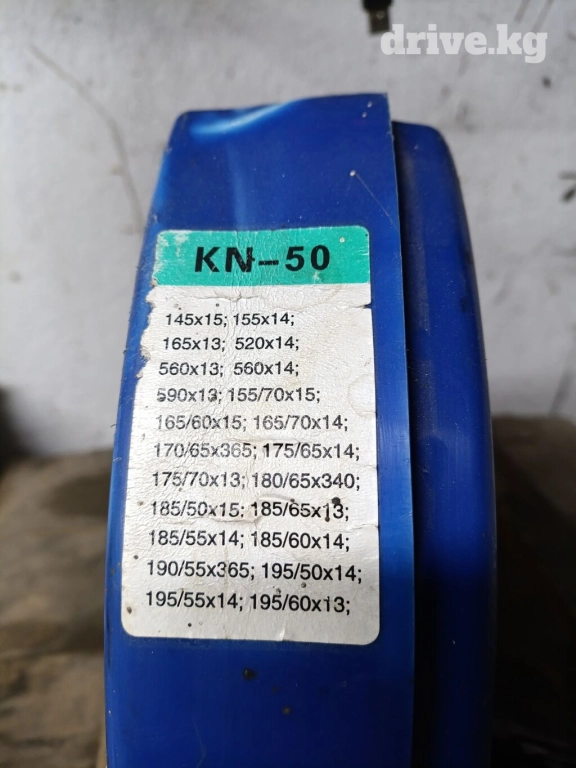 drive.kg
KN-50
145x15; 155x14;
165x13; 520x14;
560x13; 560x14;
590x13; 155/70x15;
165/60x15; 165/70x14;
170/65x365; 175/65x14;
175/70x13; 180/65x340;
185/50x15; 185/65x13;
185/55x14; 185/60x14;
190/55x365; 195/50x14;
195/55x14; 195/60x13;